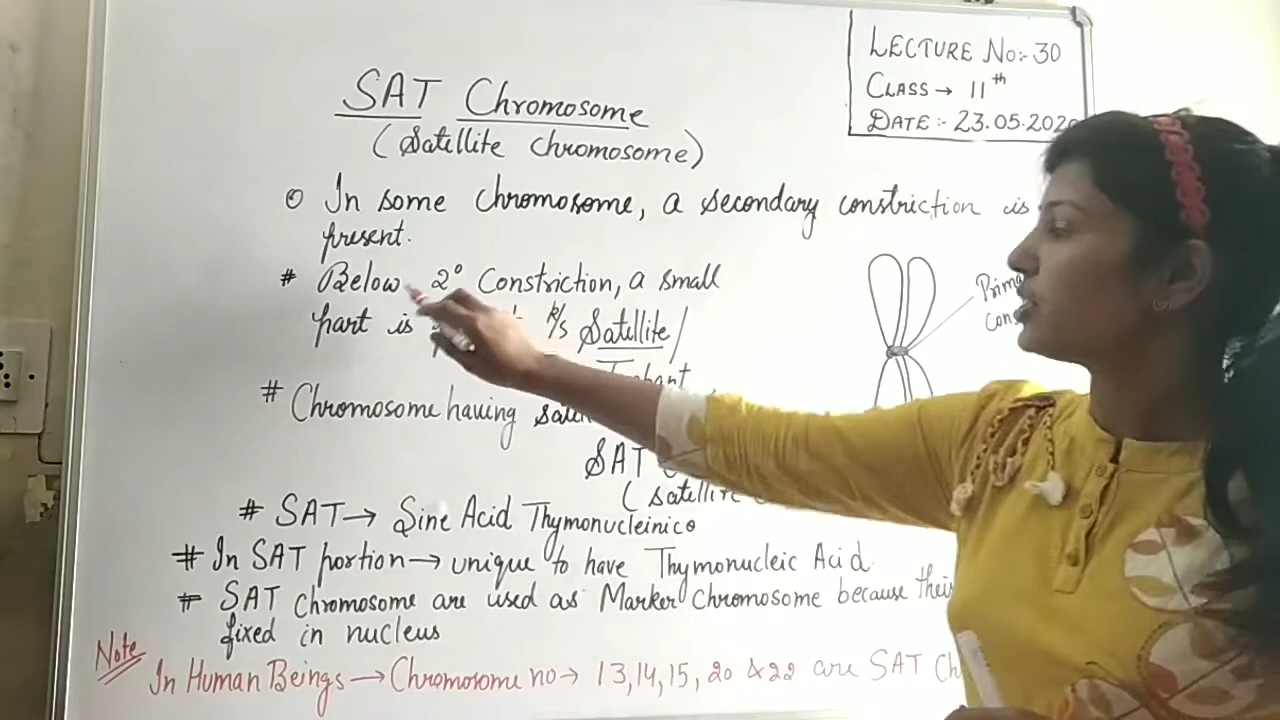 LECTURE No:- 30
CLASS → 11th
DATE :- 23.05.2020
SAT Chromosome
(Satellite chromosome)
In some chromosome, a secondary constriction is
present.
# Below 2° Constriction, a small
part is k/s Satellite/
# Chromosome having
SAT
(satellite
# SAT → Sine Acid Thymonucleinico
# In SAT portion → unique to have Thymonucleic Acid
# SAT chromosome are used as Marker chromosome because their
fixed in nucleus
Note
In Human Beings → Chromosome no → 13,14,15, 20 & 22 are SAT Ch
Prima
Cons